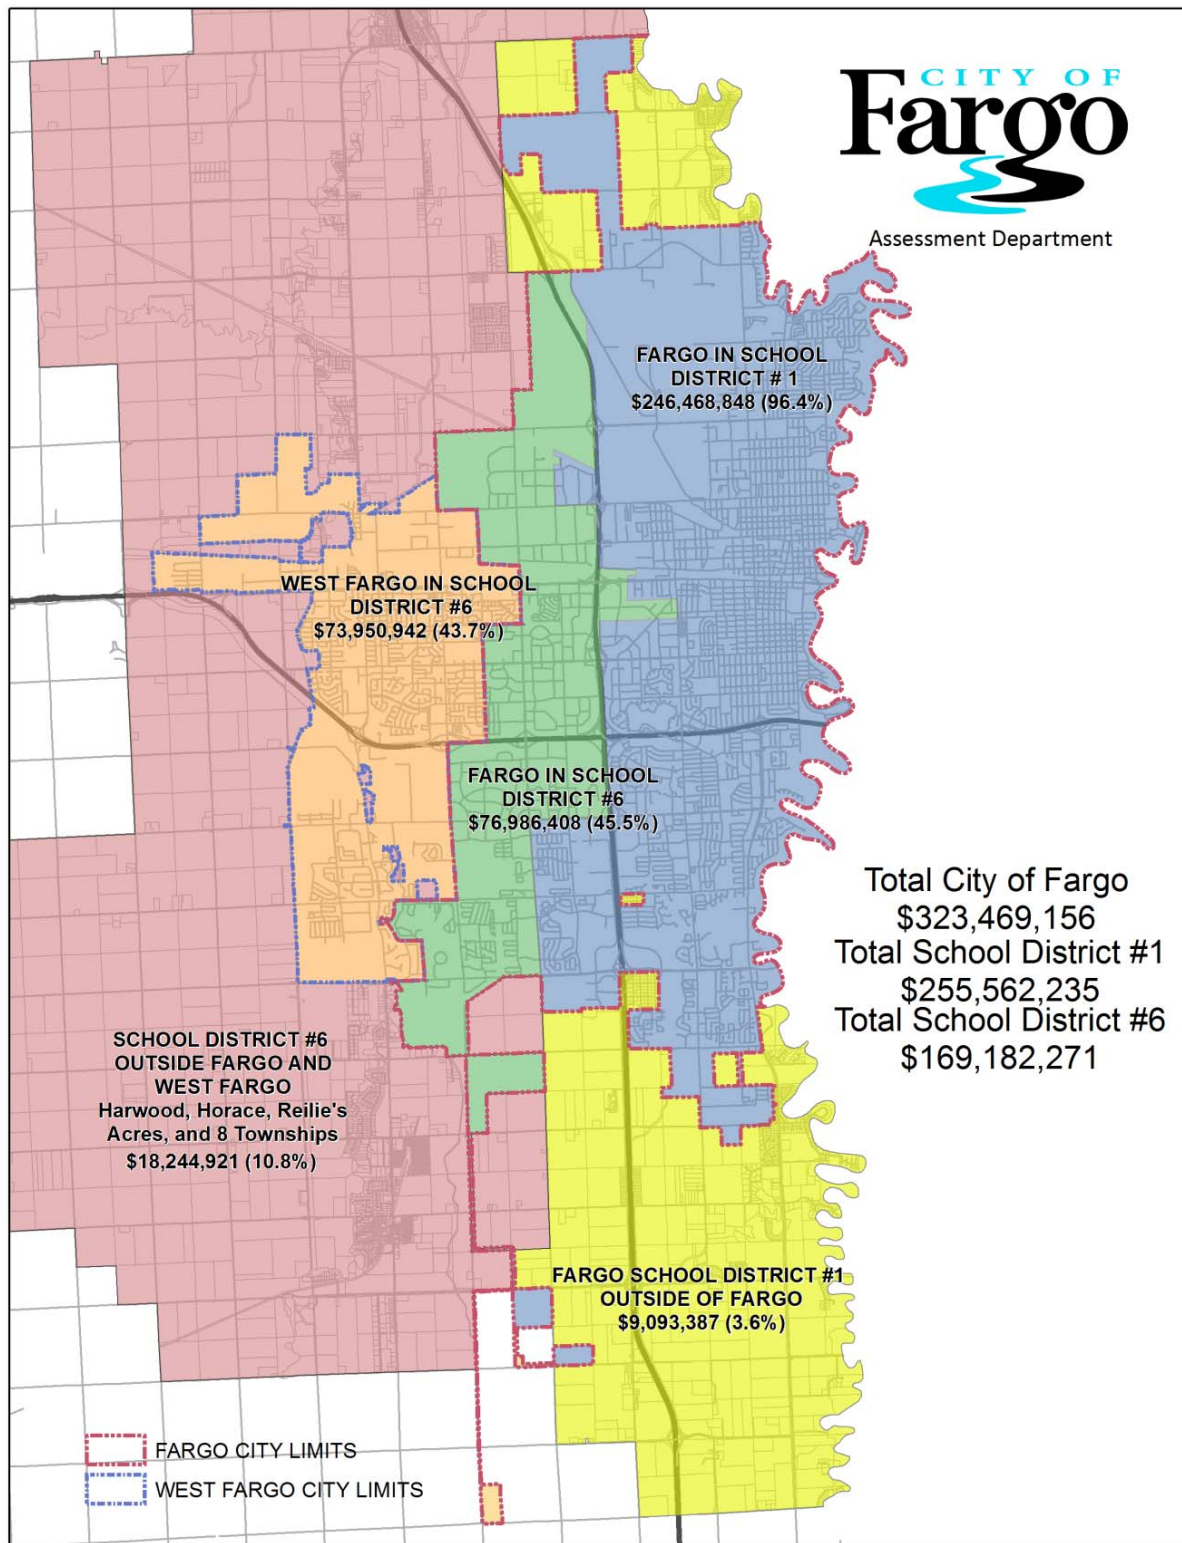 CITY OF
Fargo
Assessment Department
FARGO IN SCHOOL
DISTRICT # 1
$246,468,848 (96.4%)
WEST FARGO IN SCHOOL
DISTRICT #6
$73,950,942 (43.7%)
FARGO IN SCHOOL
DISTRICT #6
$76,986,408 (45.5%)
Total City of Fargo
$323,469,156
Total School District #1
$255,562,235
Total School District #6
$169,182,271
SCHOOL DISTRICT #6
OUTSIDE FARGO AND
WEST FARGO
Harwood, Horace, Reilie's
Acres, and 8 Townships
$18,244,921 (10.8%)
FARGO SCHOOL DISTRICT #1
OUTSIDE OF FARGO
$9,093,387 (3.6%)
FARGO CITY LIMITS
WEST FARGO CITY LIMITS